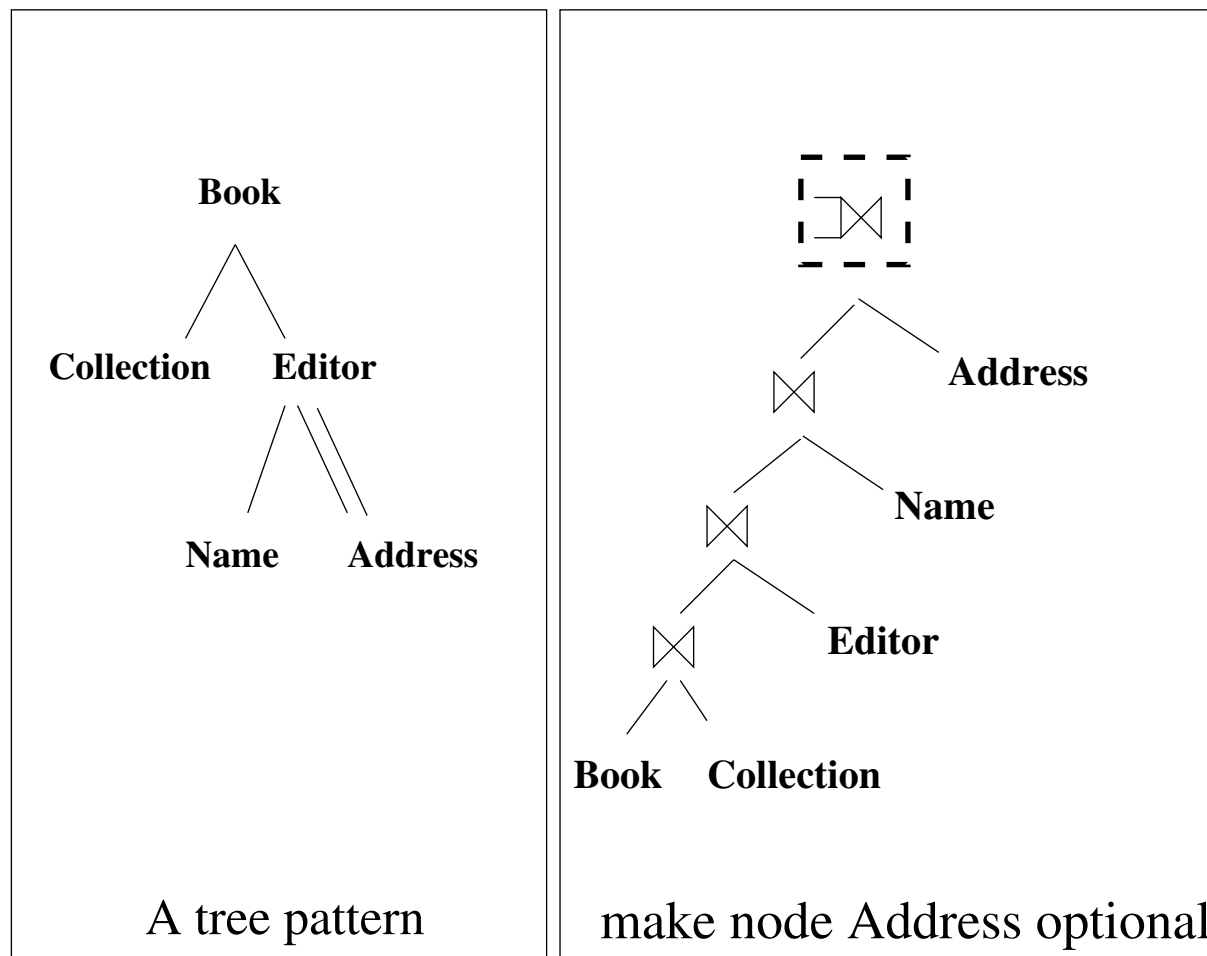 Book
Collection Editor
Name Address
A tree pattern
Address
Name
Editor
Book Collection
make node Address optional